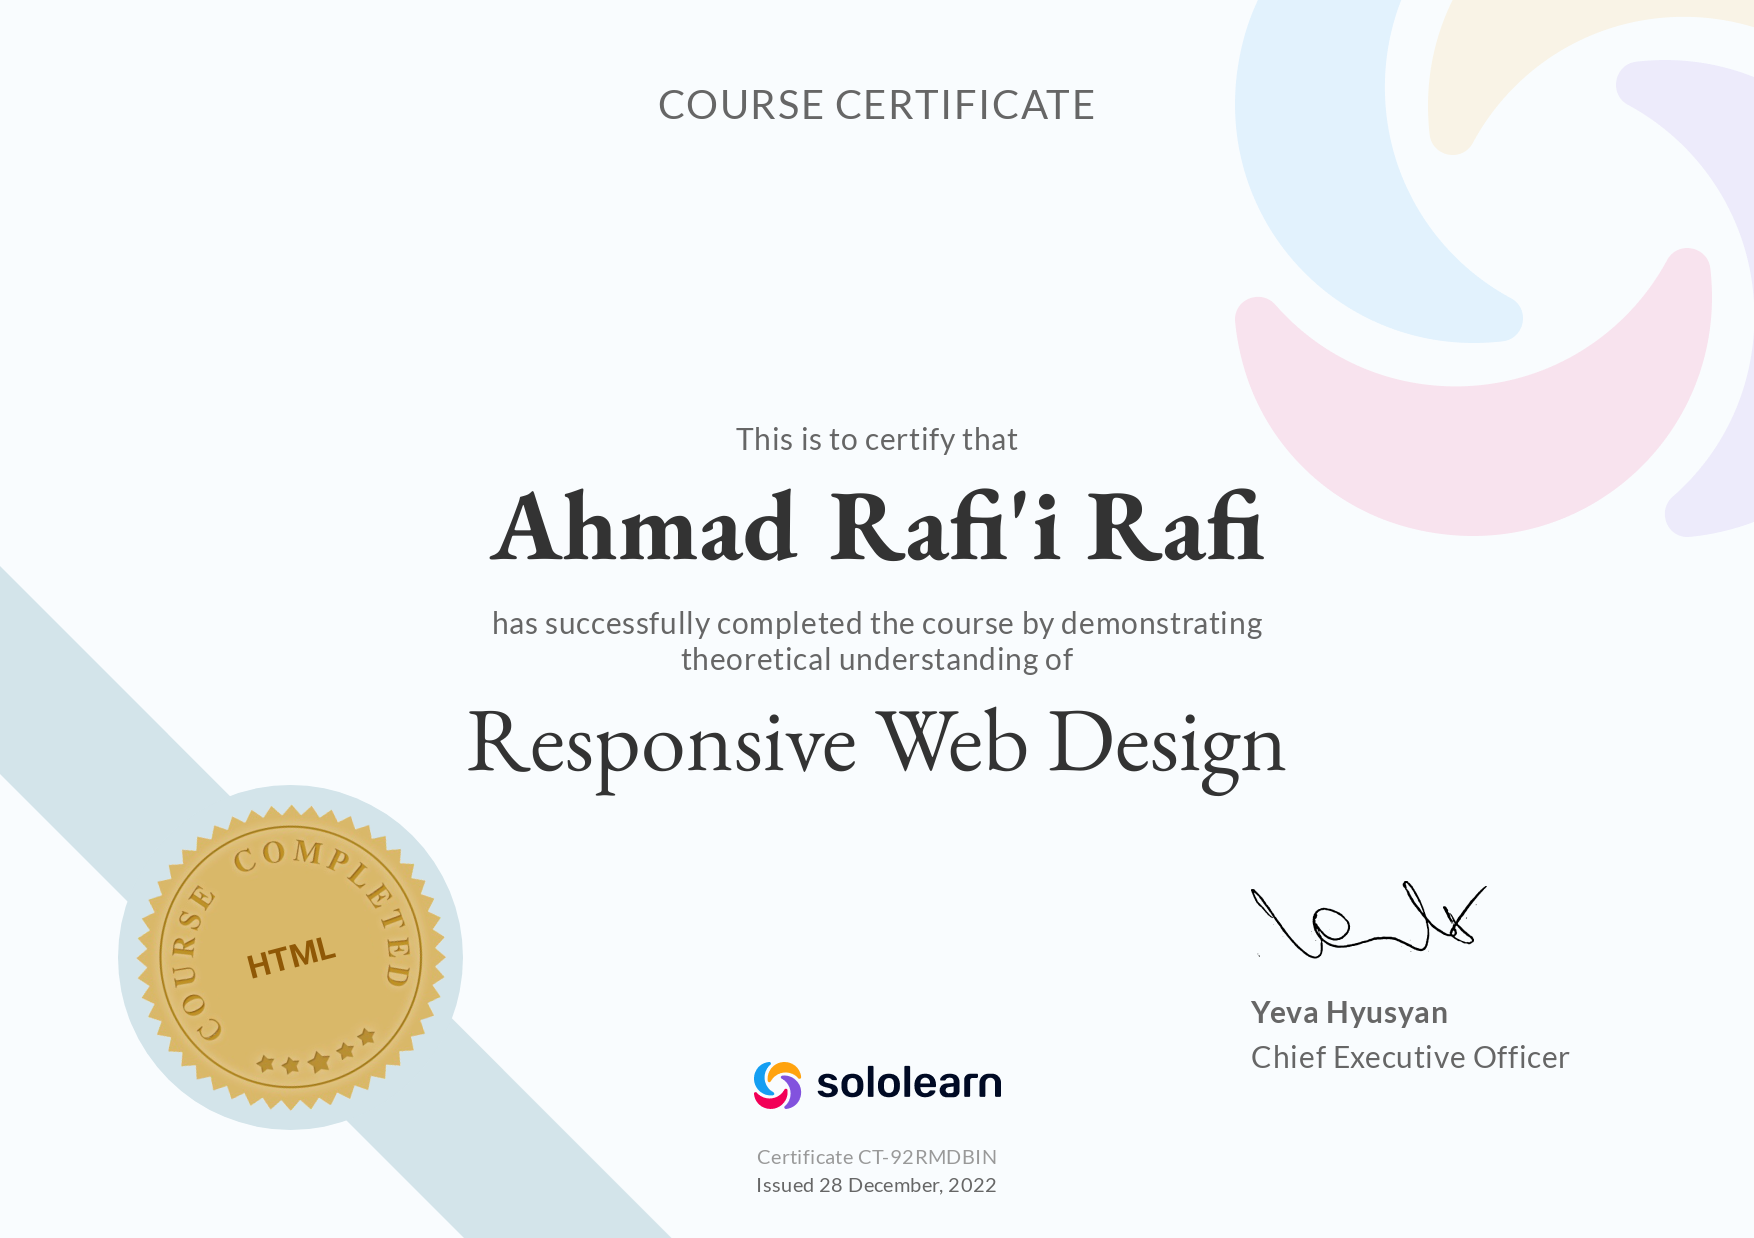 COURSE CERTIFICATE
This is to certify that
Ahmad Rafi'i Rafi
has successfully completed the course by demonstrating
theoretical understanding of
Responsive Web Design
COURSE COMPLETED
HTML
Yeva Hyusyan
Chief Executive Officer
sololearn
Certificate CT-92RMDBIN
Issued 28 December, 2022